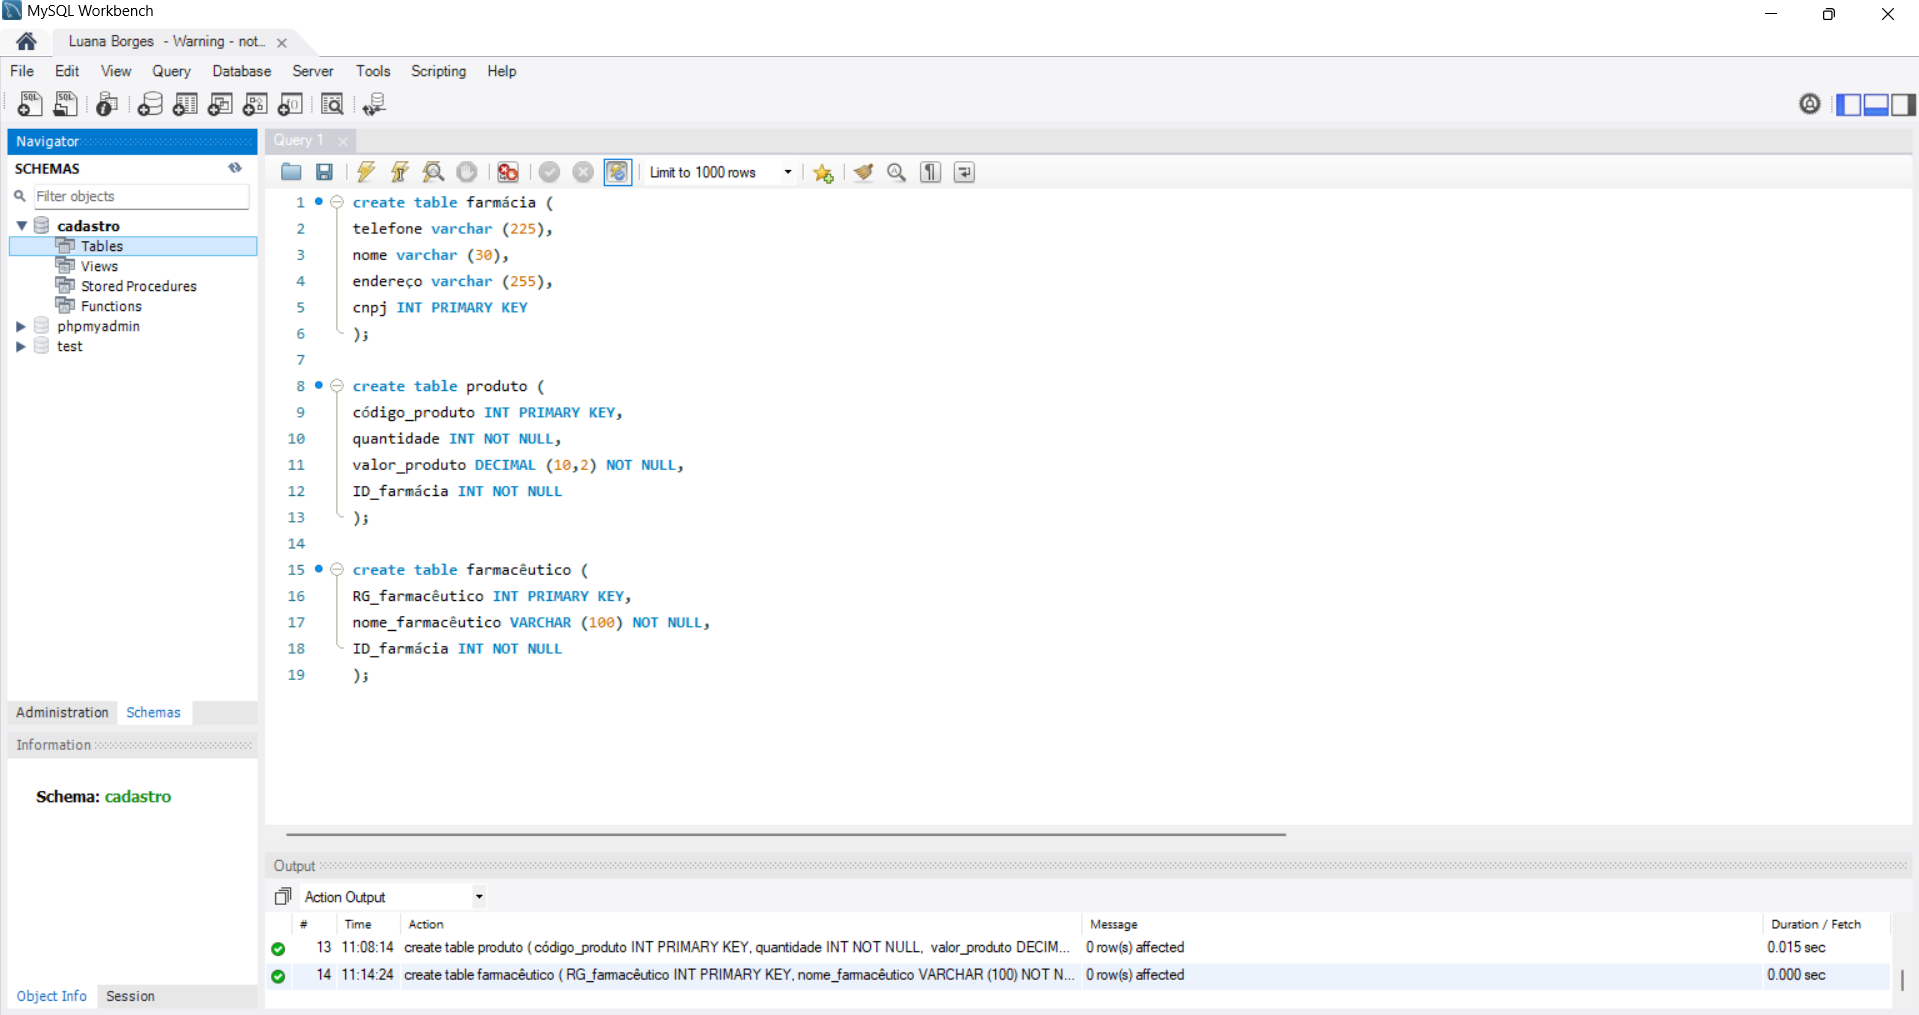 MySQL Workbench
Luana Borges - Warning - not...
File Edit View Query Database Server Tools Scripting Help
Navigator
SCHEMAS
Filter objects
cadastro
Tables
Views
Stored Procedures
Functions
phpmyadmin
test
Administration Schemas
Information
Schema: cadastro
Object Info Session
Query 1
Limit to 1000 rows
1 create table farmácia (
2 telefone varchar (225),
3 nome varchar (30),
4 endereço varchar (255),
5 cnpj INT PRIMARY KEY
6 );
7
8 create table produto (
9 código_produto INT PRIMARY KEY,
10 quantidade INT NOT NULL,
11 valor_produto DECIMAL (10,2) NOT NULL,
12 ID_farmácia INT NOT NULL
13 );
14
15 create table farmacêutico (
16 RG_farmacêutico INT PRIMARY KEY,
17 nome_farmacêutico VARCHAR (100) NOT NULL,
18 ID_farmácia INT NOT NULL
19 );
Output
Action Output
# Time Action Message Duration / Fetch
13 11:08:14 create table produto ( código_produto INT PRIMARY KEY, quantidade INT NOT NULL, valor_produto DECIM... 0 row(s) affected 0.015 sec
14 11:14:24 create table farmacêutico ( RG_farmacêutico INT PRIMARY KEY, nome_farmacêutico VARCHAR (100) NOT N... 0 row(s) affected 0.000 sec